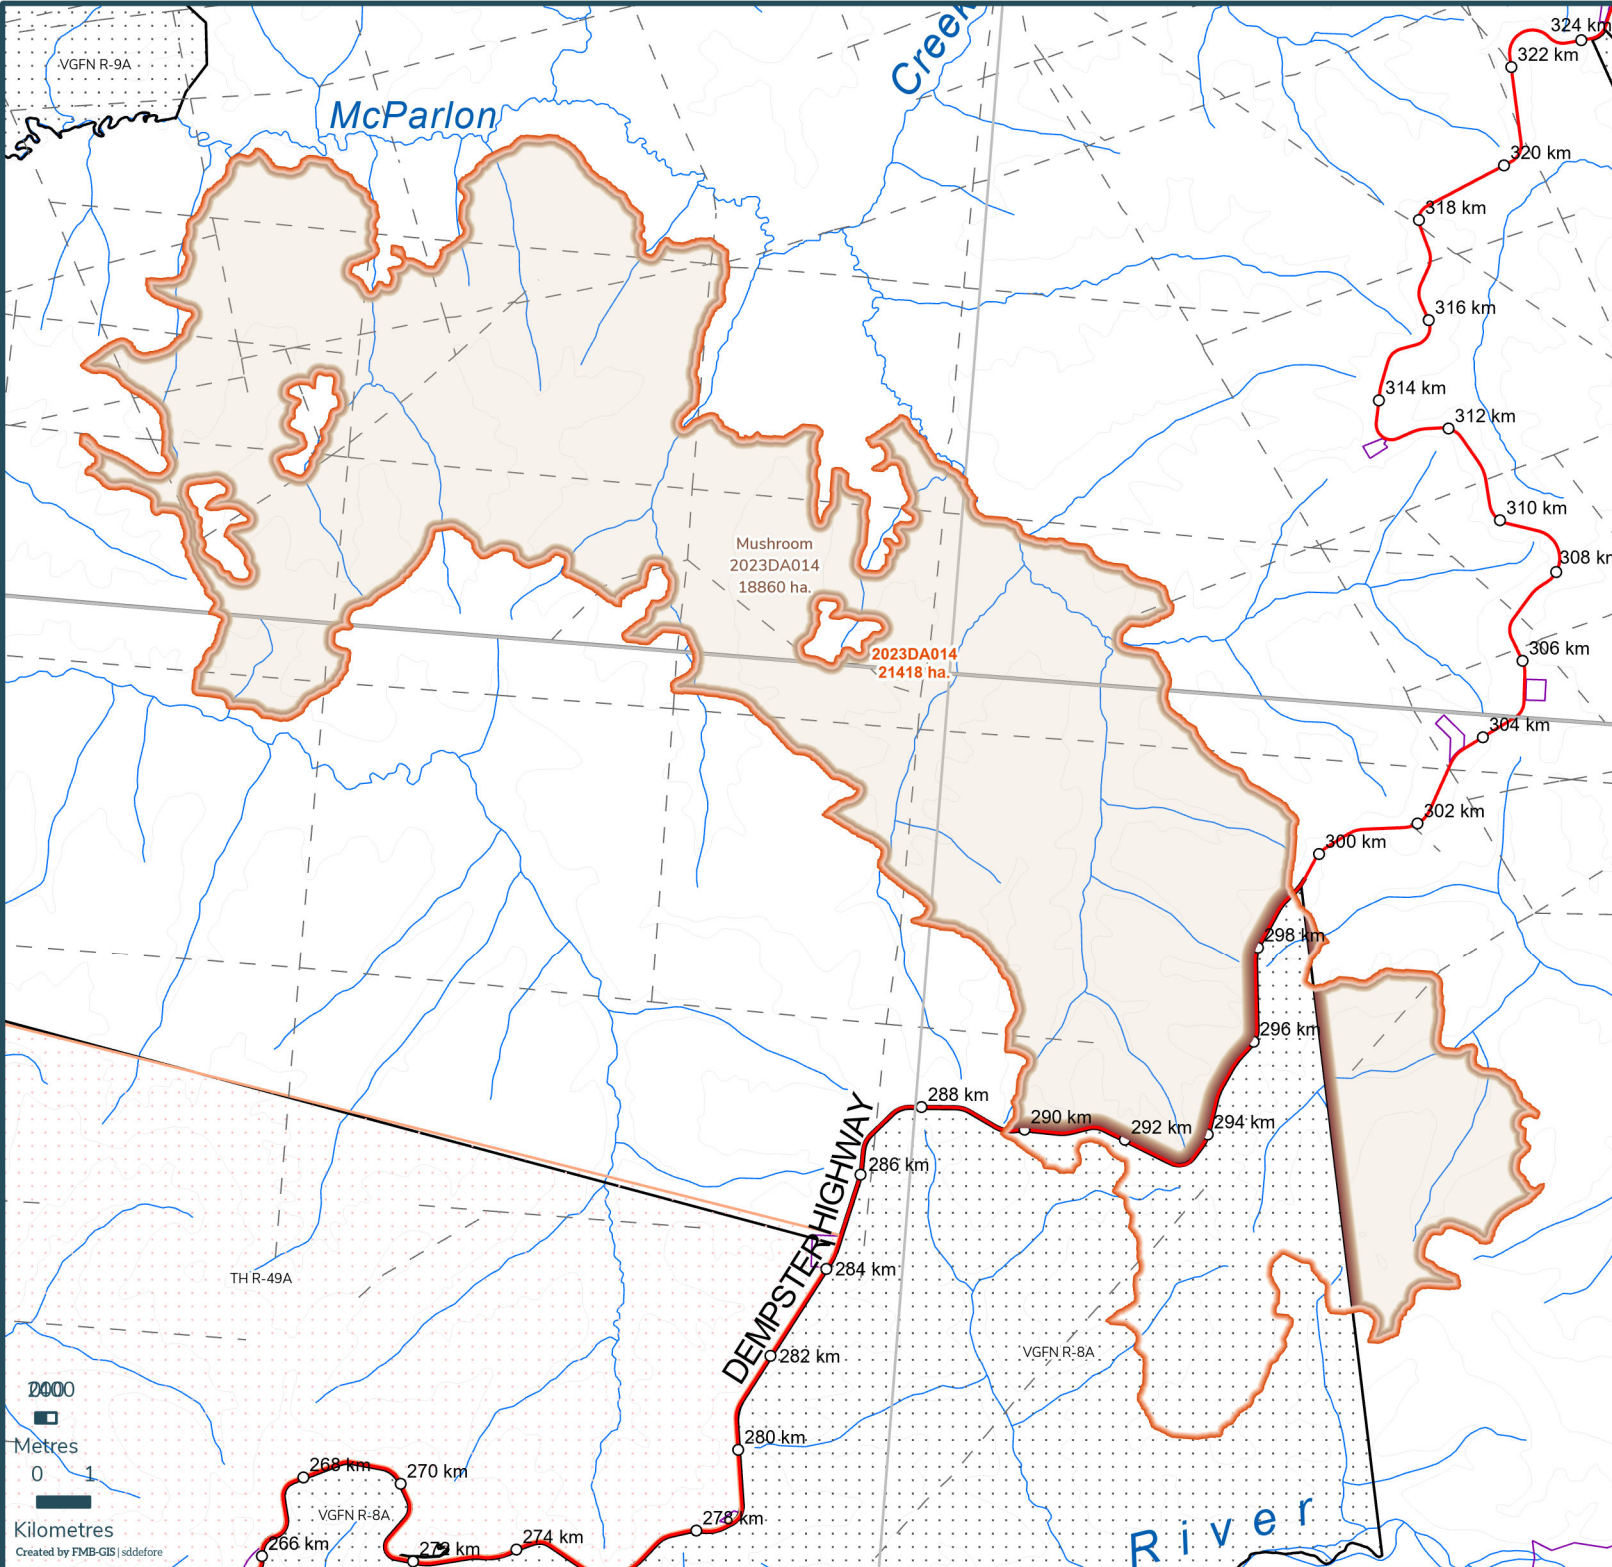 VGFN R-9A
McParlon
Creek
324 km
322 km
320 km
318 km
316 km
314 km
312 km
310 km
308 km
306 km
304 km
302 km
300 km
298 km
296 km
294 km
292 km
290 km
288 km
286 km
284 km
282 km
280 km
278 km
274 km
272 km
270 km
268 km
266 km
Mushroom
2023DA014
18860 ha.
2023DA014
21418 ha.
DEMPSTER HIGHWAY
TH R-49A
VGFN R-8A
VGFN R-8A
River
Metres
0 1
Kilometres
Created by FMB-GIS | sddefore